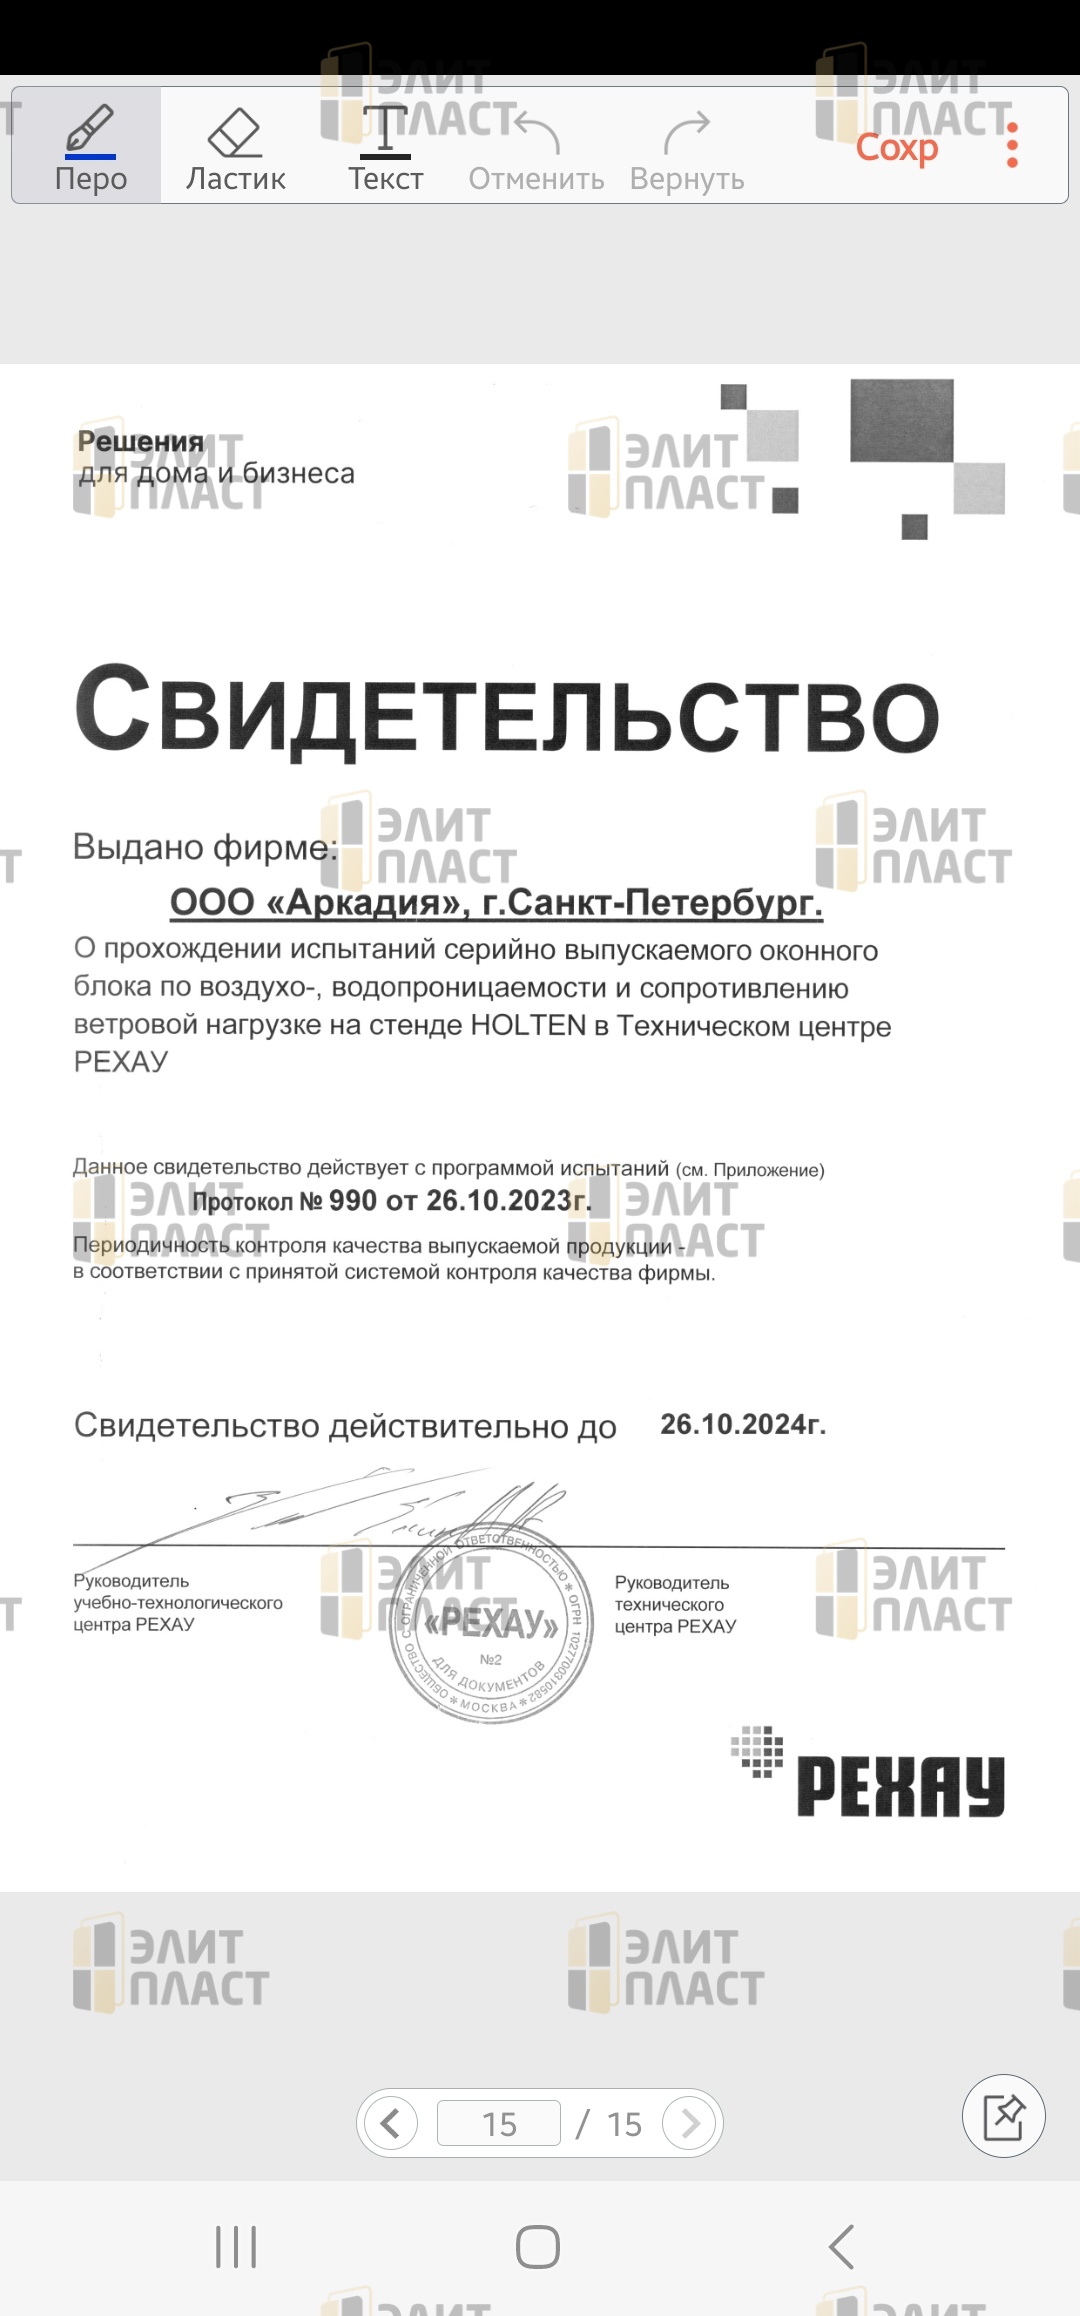 Перо
Ластик
Текст
Отменить
Вернуть
Сохр
Решения
для дома и бизнеса
СВИДЕТЕЛЬСТВО
Выдано фирме:
ООО «Аркадия», г.Санкт-Петербург.
О прохождении испытаний серийно выпускаемого оконного
блока по воздухо-, водопроницаемости и сопротивлению
ветровой нагрузке на стенде HOLTEN в Техническом центре
РЕХАУ
Данное свидетельство действует с программой испытаний (см. Приложение)
Протокол № 990 от 26.10.2023г.
Периодичность контроля качества выпускаемой продукции -
в соответствии с принятой системой контроля качества фирмы.
Свидетельство действительно до 26.10.2024г.
Руководитель
учебно-технологического
центра РЕХАУ
ОБЩЕСТВО С ОГРАНИЧЕННОЙ ОТВЕТСТВЕННОСТЬЮ * ОГРН 1027700310582 * МОСКВА *
«РЕХАУ»
№2
ДЛЯ ДОКУМЕНТОВ
Руководитель
технического
центра РЕХАУ
РЕХАУ
ЭЛИТ
ПЛАСТ
15 / 15